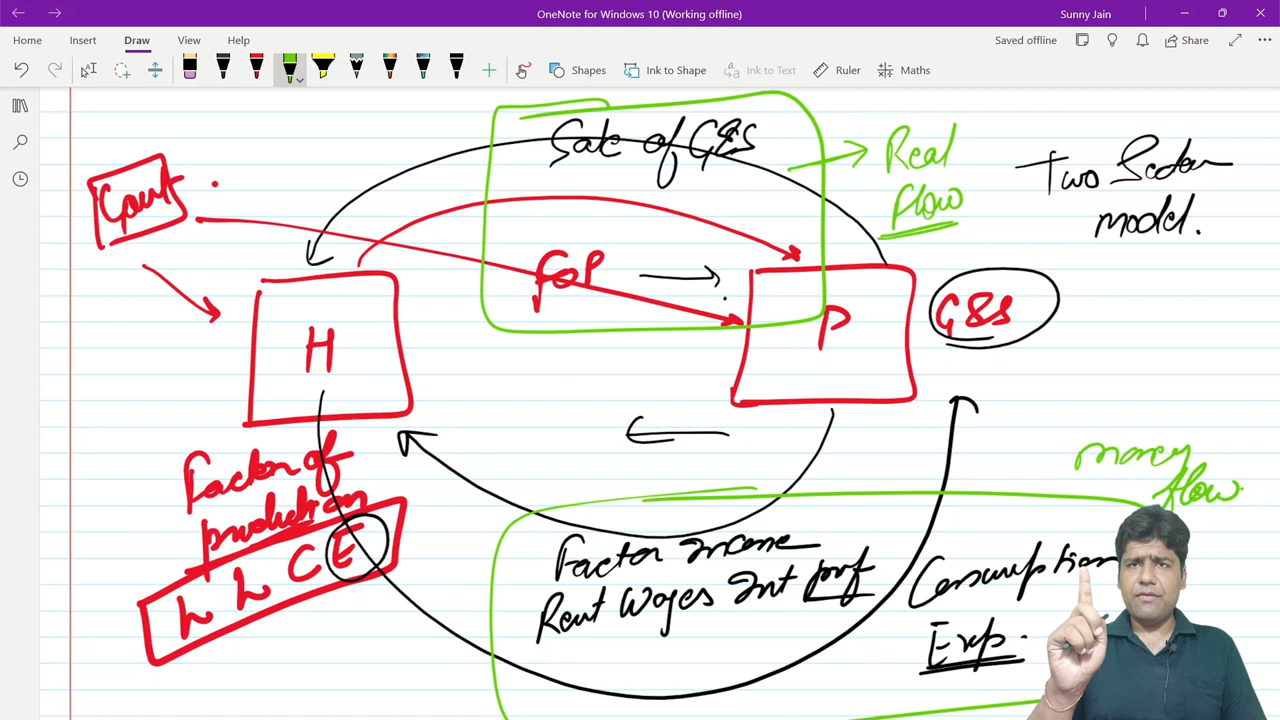 OneNote for Windows 10 (Working offline)
Sunny Jain
Home Insert Draw View Help
Saved offline
Share
Shapes
Ink to Shape
Ink to Text
Ruler
Maths
Sale of G&S
Real
flow
Two Sector
model.
Govt.
FOP
H
P
G&S
money
flow.
Factor of
production
L L C E
Factor Income
Rent Wages Int prof
Consumption
Exp.